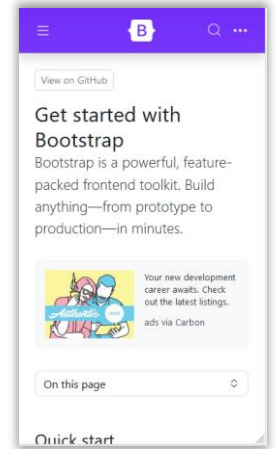 B
View on GitHub
Get started with
Bootstrap
Bootstrap is a powerful, feature-
packed frontend toolkit. Build
anything—from prototype to
production—in minutes.
Authentic
Your new development
career awaits. Check
out the latest listings.
ads via Carbon
On this page
Quick start